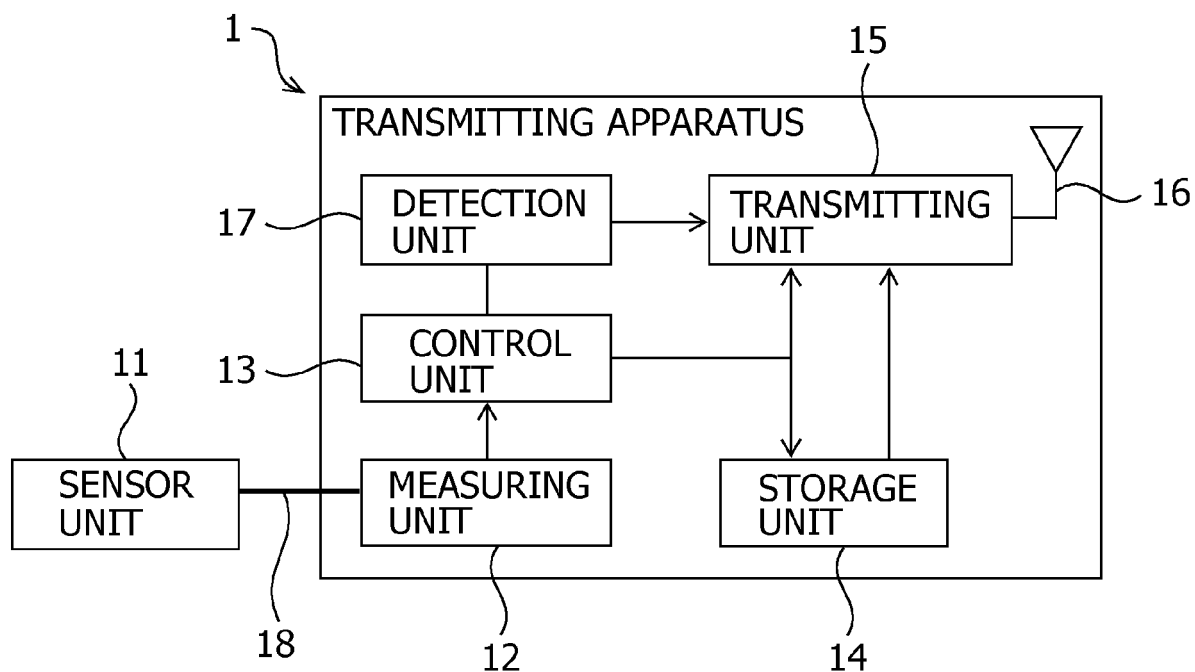 1
15
TRANSMITTING APPARATUS
DETECTION
UNIT
TRANSMITTING
UNIT
16
17
CONTROL
UNIT
13
11
SENSOR
UNIT
MEASURING
UNIT
STORAGE
UNIT
18
12
14